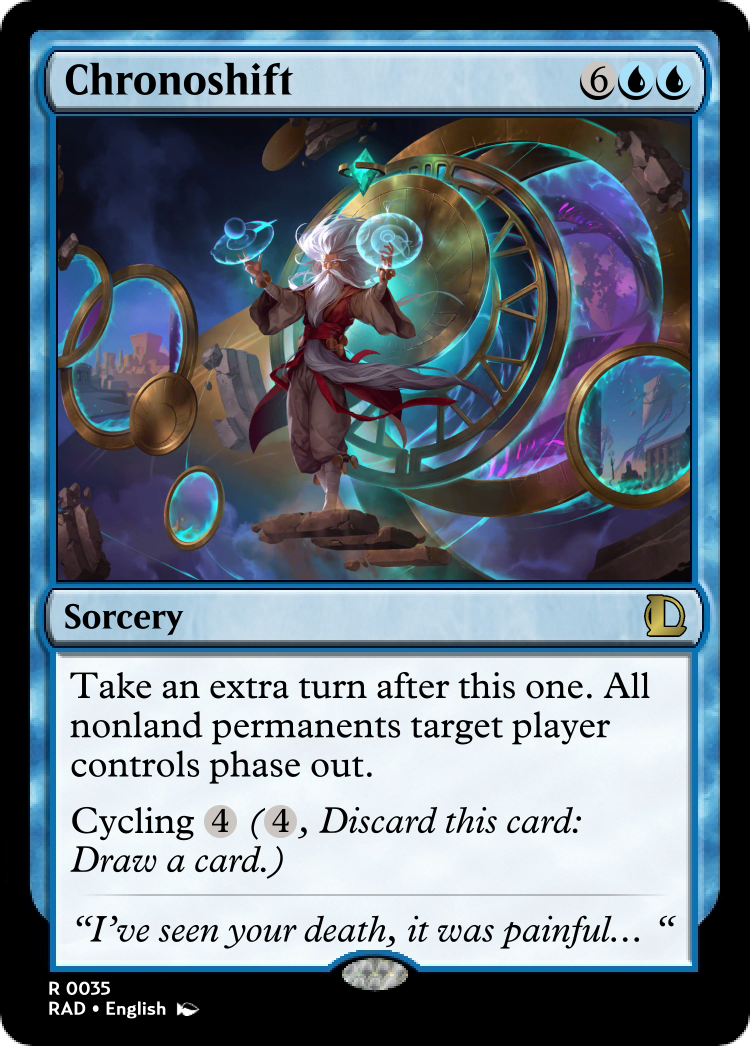 Chronoshift 6
Sorcery
Take an extra turn after this one. All
nonland permanents target player
controls phase out.
Cycling 4 (4, Discard this card:
Draw a card.)
“I’ve seen your death, it was painful… “
R 0035
RAD • English